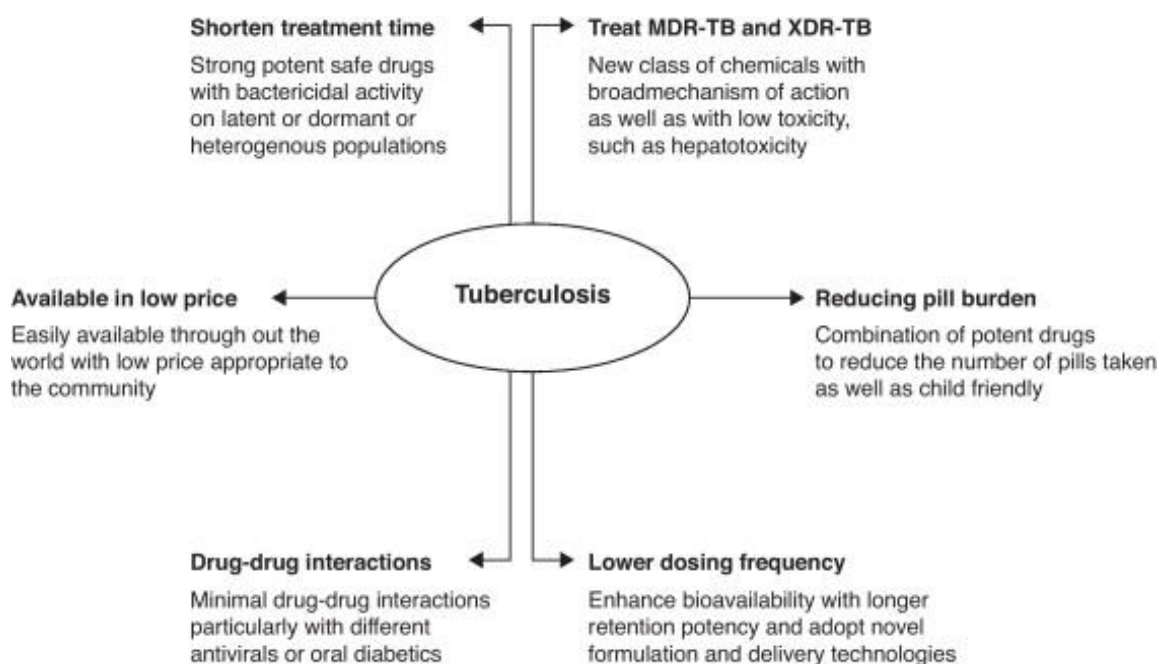 Shorten treatment time
Strong potent safe drugs
with bactericidal activity
on latent or dormant or
heterogenous populations
Treat MDR-TB and XDR-TB
New class of chemicals with
broadmechanism of action
as well as with low toxicity,
such as hepatotoxicity
Tuberculosis
Available in low price
Easily available through out the
world with low price appropriate to
the community
Reducing pill burden
Combination of potent drugs
to reduce the number of pills taken
as well as child friendly
Drug-drug interactions
Minimal drug-drug interactions
particularly with different
antivirals or oral diabetics
Lower dosing frequency
Enhance bioavailability with longer
retention potency and adopt novel
formulation and delivery technologies